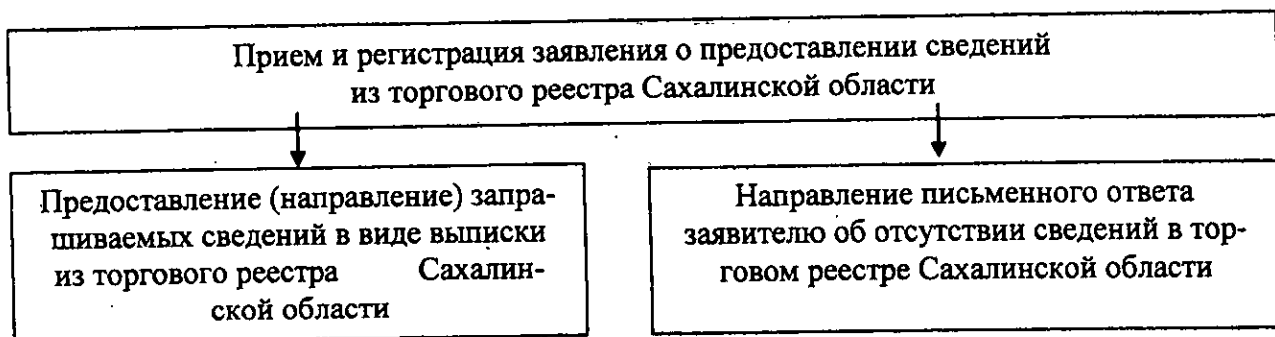 Прием и регистрация заявления о предоставлении сведений
из торгового реестра Сахалинской области
Предоставление (направление) запра-
шиваемых сведений в виде выписки
из торгового реестра Сахалин-
ской области
Направление письменного ответа
заявителю об отсутствии сведений в тор-
говом реестре Сахалинской области